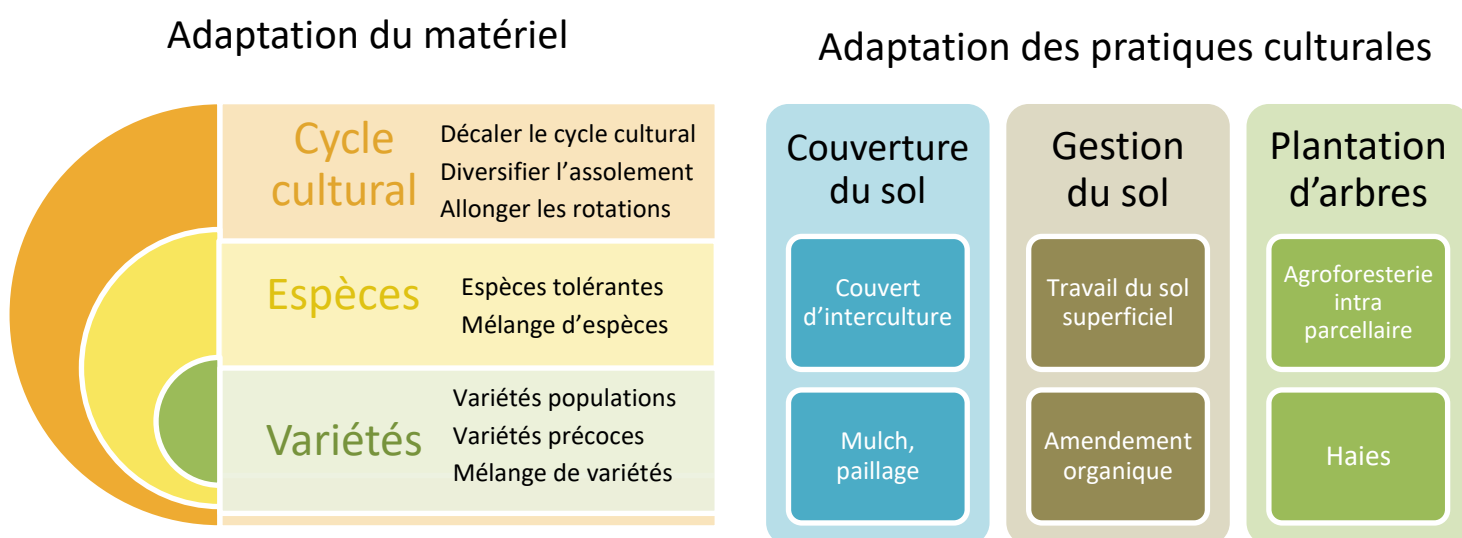 Adaptation du matériel
Cycle
cultural
Décaler le cycle cultural
Diversifier l’assolement
Allonger les rotations
Espèces
Espèces tolérantes
Mélange d’espèces
Variétés
Variétés populations
Variétés précoces
Mélange de variétés
Adaptation des pratiques culturales
Couverture
du sol
Couvert
d’interculture
Mulch,
paillage
Gestion
du sol
Travail du sol
superficiel
Amendement
organique
Plantation
d’arbres
Agroforesterie
intra
parcellaire
Haies